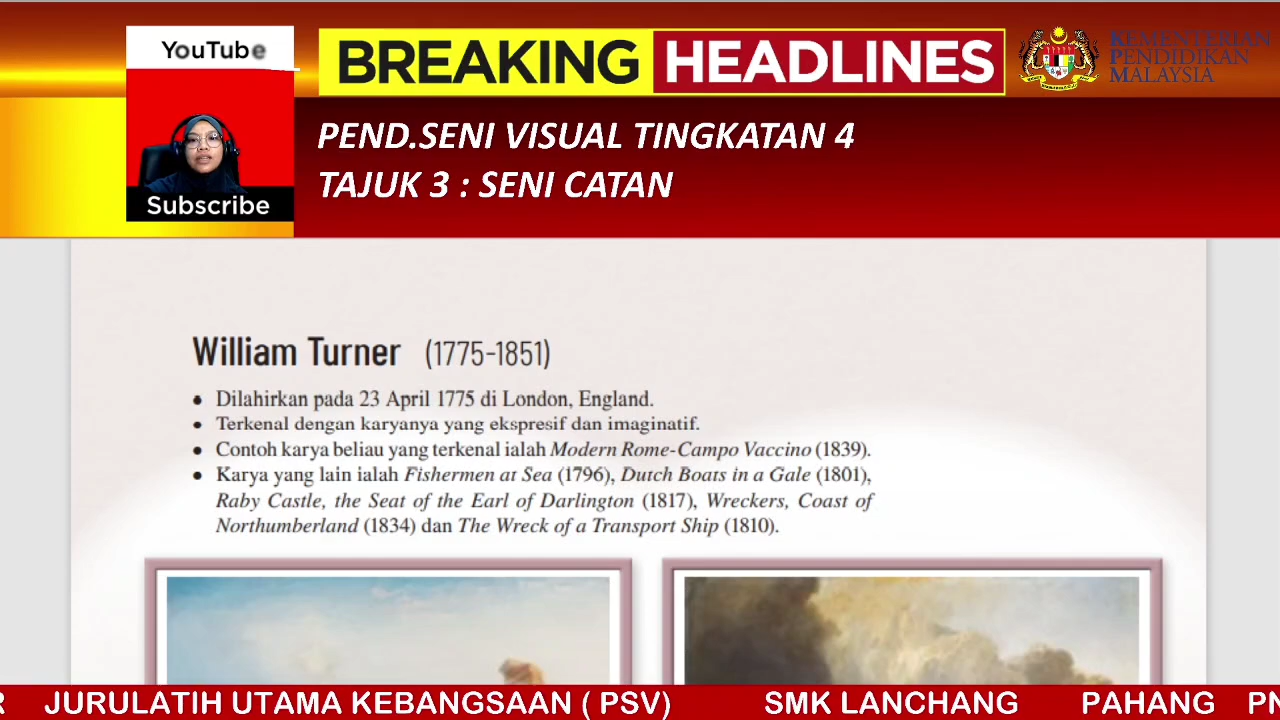 YouTube
BREAKING HEADLINES
KEMENTERIAN
PENDIDIKAN
MALAYSIA
PEND.SENI VISUAL TINGKATAN 4
TAJUK 3 : SENI CATAN
Subscribe
William Turner (1775-1851)
• Dilahirkan pada 23 April 1775 di London, England.
• Terkenal dengan karyanya yang ekspresif dan imaginatif.
• Contoh karya beliau yang terkenal ialah Modern Rome-Campo Vaccino (1839).
• Karya yang lain ialah Fishermen at Sea (1796), Dutch Boats in a Gale (1801),
Raby Castle, the Seat of the Earl of Darlington (1817), Wreckers, Coast of
Northumberland (1834) dan The Wreck of a Transport Ship (1810).
R JURULATIH UTAMA KEBANGSAAN ( PSV) SMK LANCHANG PAHANG PN